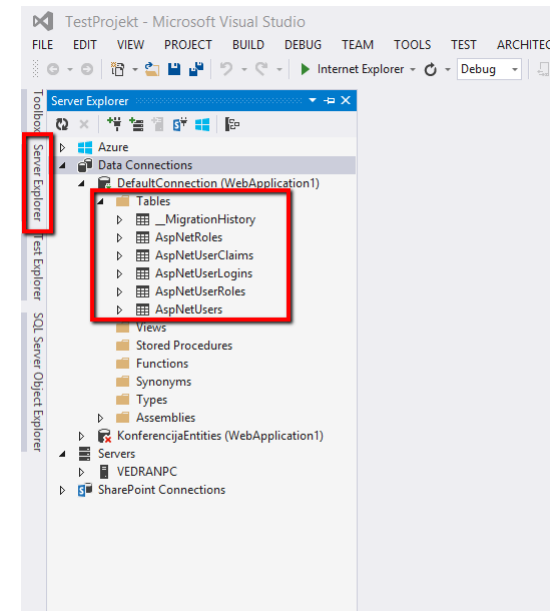 TestProjekt - Microsoft Visual Studio
FILE EDIT VIEW PROJECT BUILD DEBUG TEAM TOOLS TEST ARCHITEC
Internet Explorer Debug
Toolbox
Server Explorer
Test Explorer
SQL Server Object Explorer
Server Explorer
Azure
Data Connections
DefaultConnection (WebApplication1)
Tables
__MigrationHistory
AspNetRoles
AspNetUserClaims
AspNetUserLogins
AspNetUserRoles
AspNetUsers
Views
Stored Procedures
Functions
Synonyms
Types
Assemblies
KonferencijaEntities (WebApplication1)
Servers
VEDRANPC
SharePoint Connections